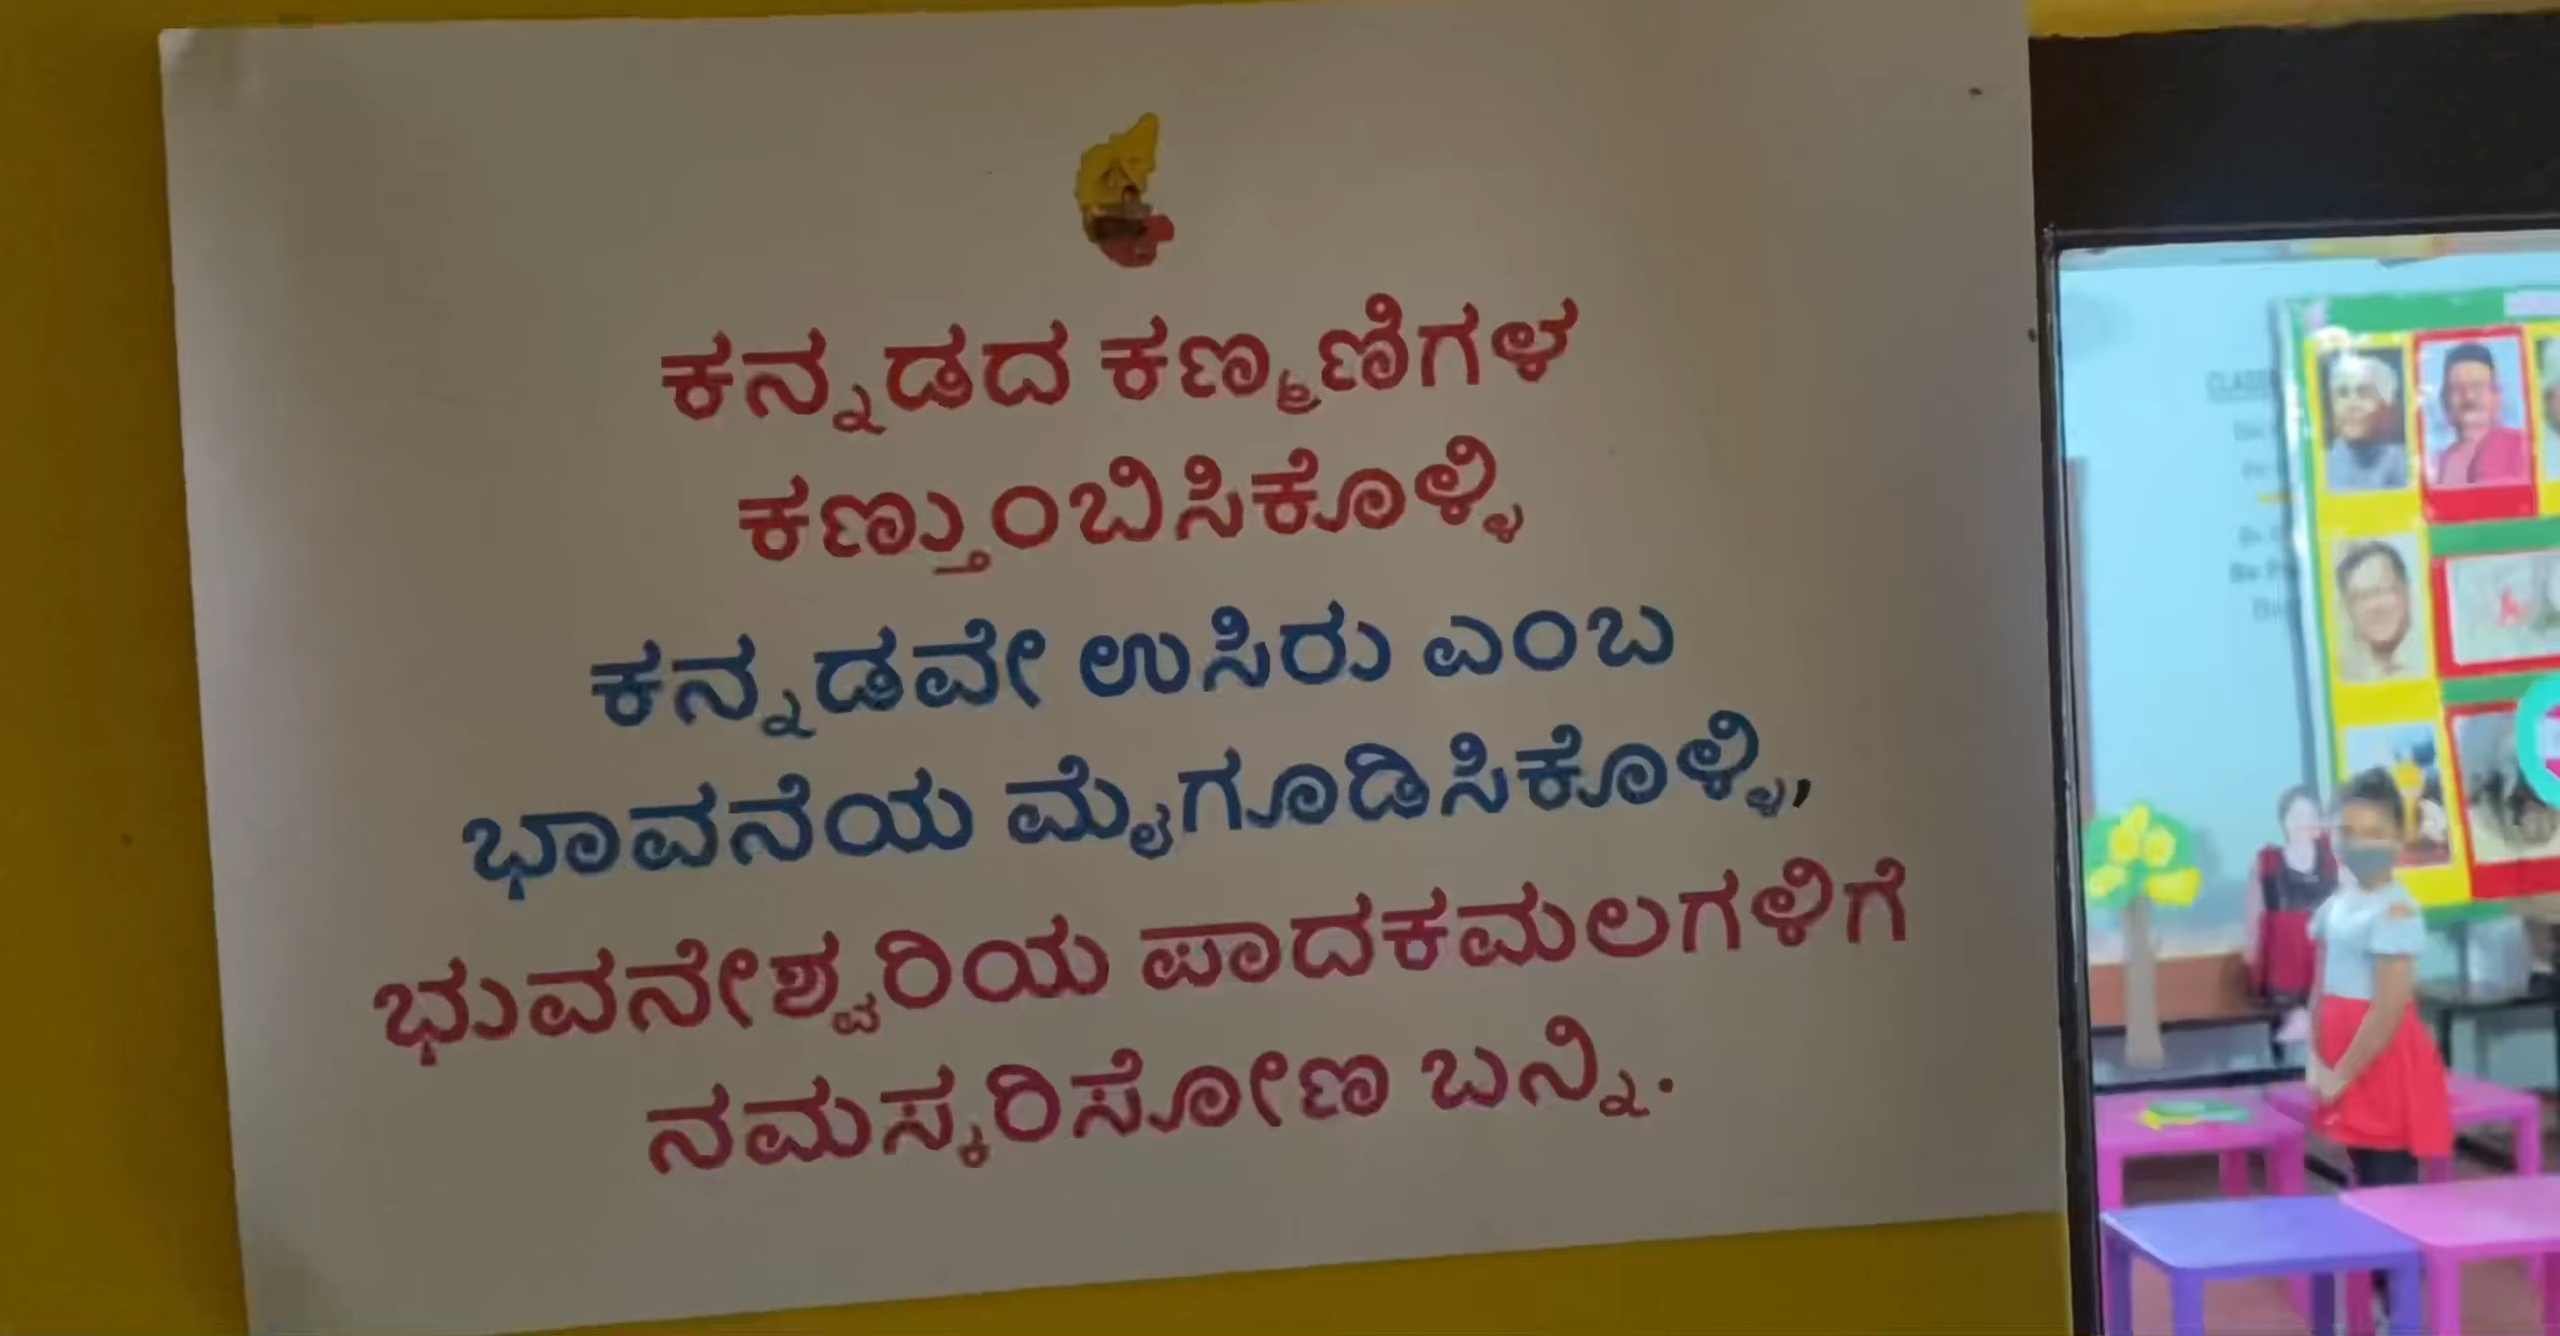 ಕನ್ನಡದ ಕಣ್ಮಣಿಗಳ
ಕಣ್ತುಂಬಿಸಿಕೊಳ್ಳಿ
ಕನ್ನಡವೇ ಉಸಿರು ಎಂಬ
ಭಾವನೆಯ ಮೈಗೂಡಿಸಿಕೊಳ್ಳಿ,
ಭುವನೇಶ್ವರಿಯ ಪಾದಕಮಲಗಳಿಗೆ
ನಮಸ್ಕರಿಸೋಣ ಬನ್ನಿ.